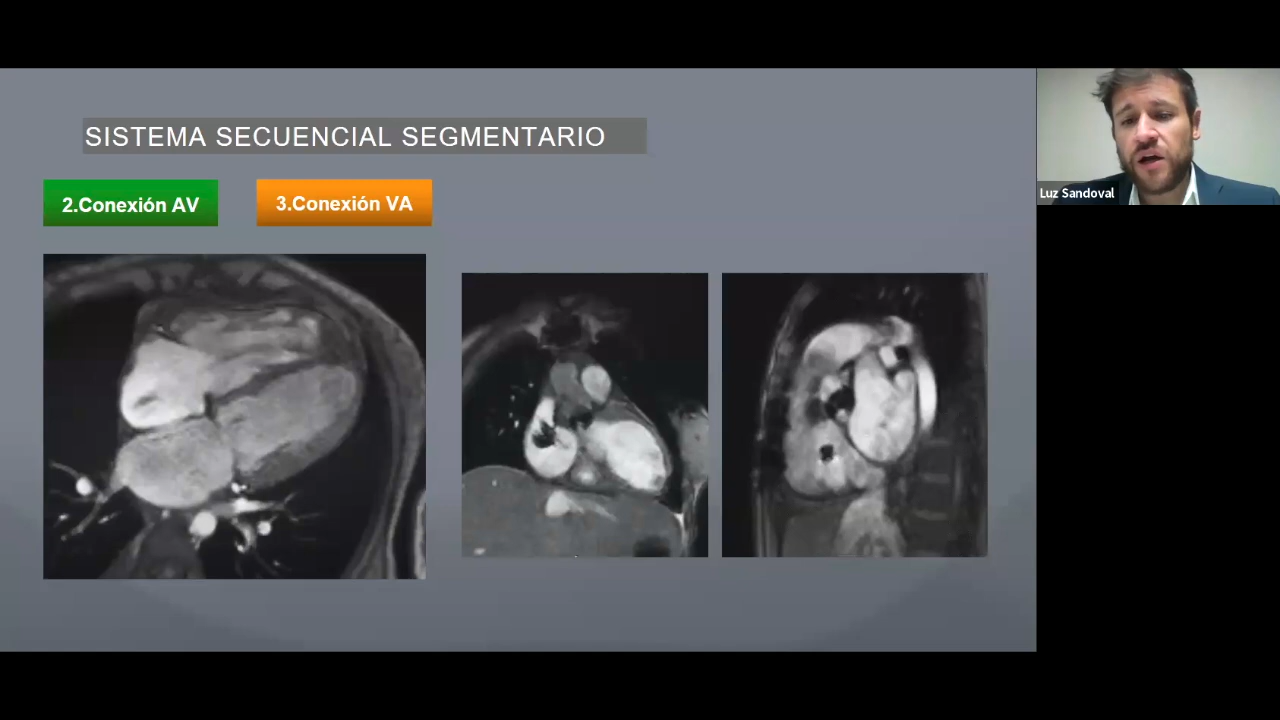 SISTEMA SECUENCIAL SEGMENTARIO
2.Conexión AV
3.Conexión VA
Luz Sandoval